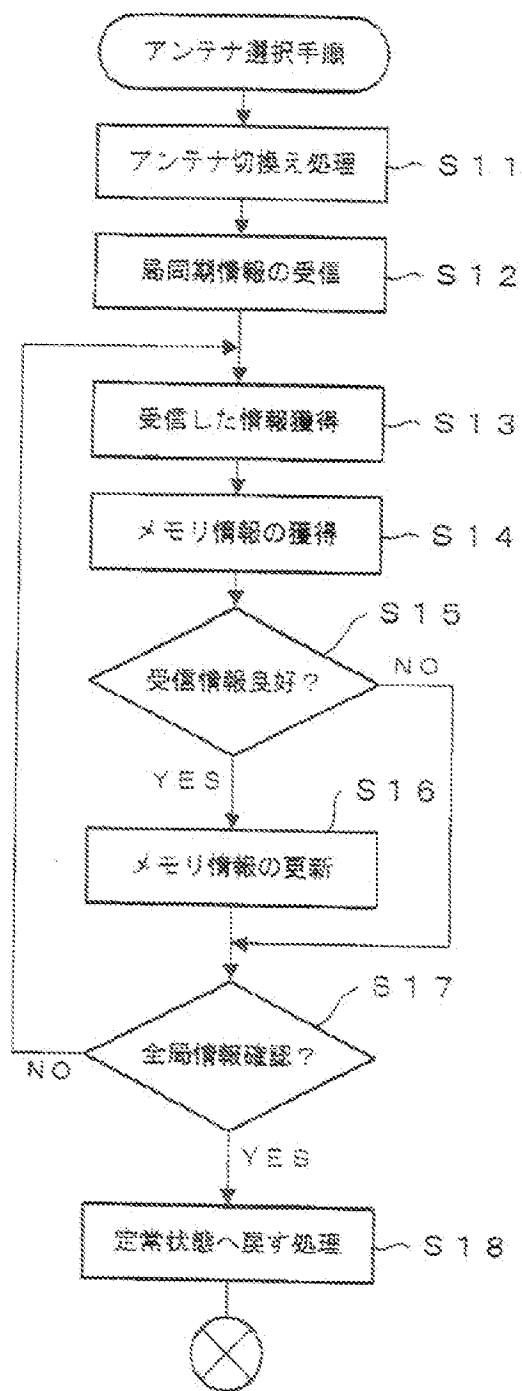 アンテナ選択手順
アンテナ切換え処理
S11
局同期情報の受信
S12
受信した情報獲得
S13
メモリ情報の獲得
S14
S15
受信情報良好？
NO
YES
S16
メモリ情報の更新
S17
全局情報確認？
NO
YES
定常状態へ戻す処理
S18